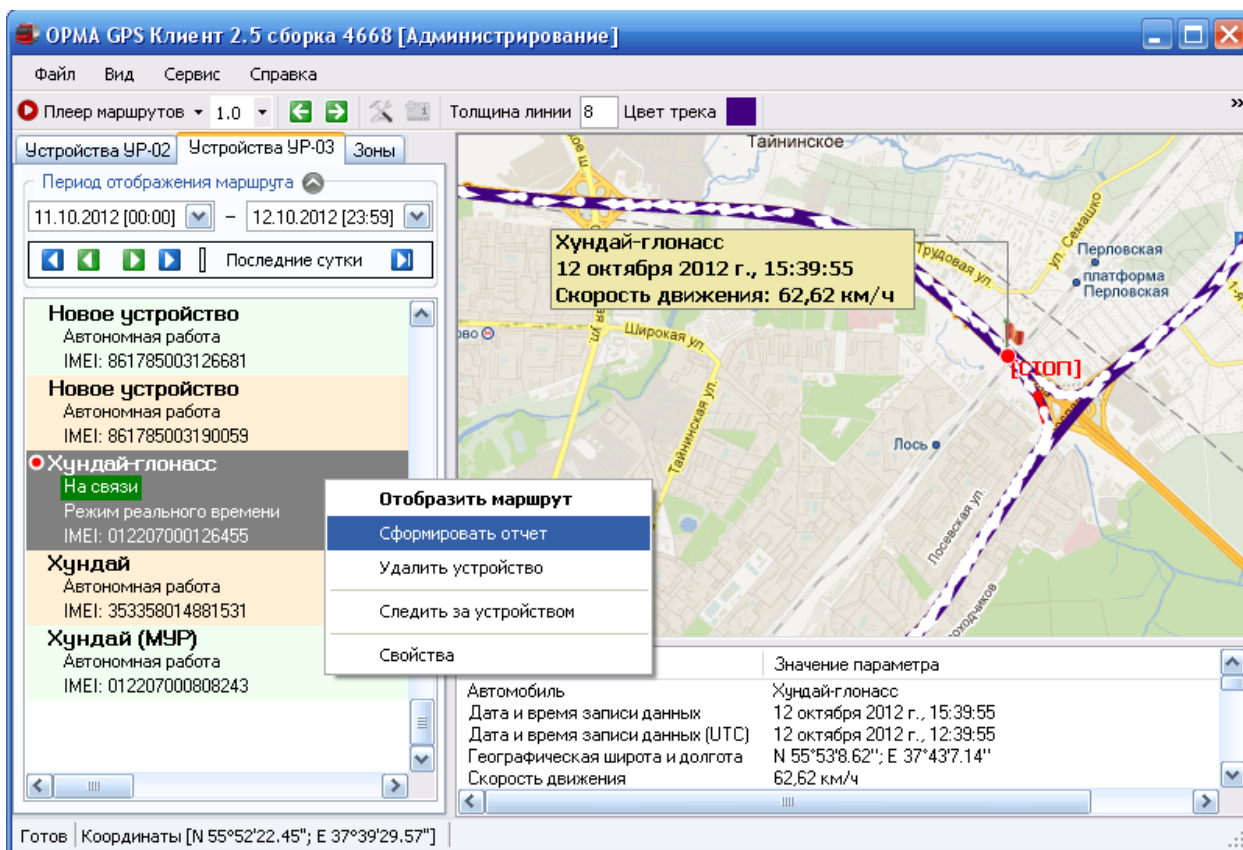 ОРМА GPS Клиент 2.5 сборка 4668 [Администрирование]
Файл Вид Сервис Справка
Плеер маршрутов 1.0 Толщина линии 8 Цвет трека »
Устройства УР-02 Устройства УР-03 Зоны
Период отображения маршрута
11.10.2012 [00:00] – 12.10.2012 [23:59]
Последние сутки
Новое устройство
Автономная работа
IMEI: 861785003126681
Новое устройство
Автономная работа
IMEI: 861785003190059
Хундай-глонасс
На связи
Режим реального времени
IMEI: 012207000126455
Хундай
Автономная работа
IMEI: 353358014881531
Хундай (МУР)
Автономная работа
IMEI: 012207000808243
Отобразить маршрут
Сформировать отчет
Удалить устройство
Следить за устройством
Свойства
Тайнинское
ул. Семашко
Хундай-глонасс
12 октября 2012 г., 15:39:55
Скорость движения: 62,62 км/ч
Трудовая ул.
Перловская
платформа
Перловская
Широкая ул.
[СТОП]
Тайнинская ул.
Лось
Лосевская ул.
Значение параметра
Автомобиль Хундай-глонасс
Дата и время записи данных 12 октября 2012 г., 15:39:55
Дата и время записи данных (UTC) 12 октября 2012 г., 12:39:55
Географическая широта и долгота N 55°53'8.62"; E 37°43'7.14"
Скорость движения 62,62 км/ч
Готов Координаты [N 55°52'22.45"; E 37°39'29.57"]